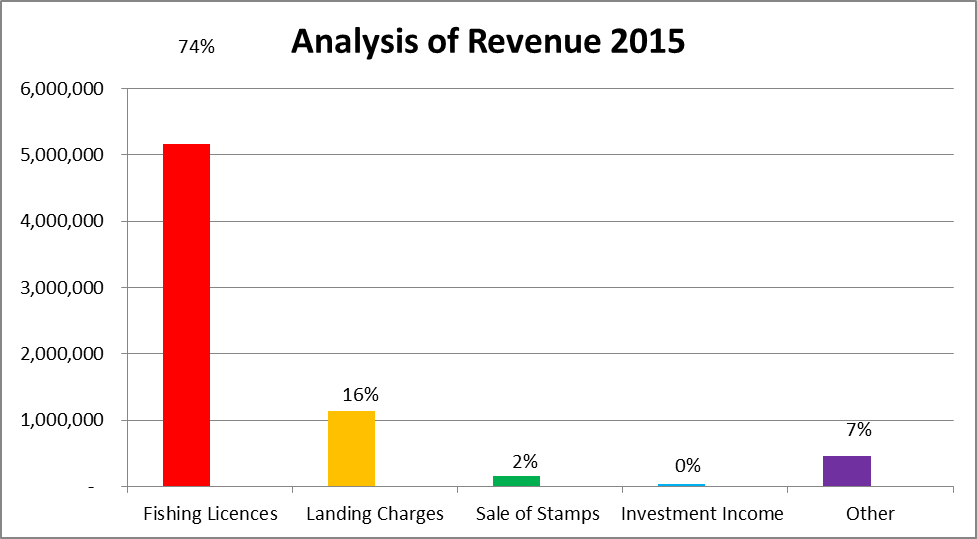 Analysis of Revenue 2015
74%
6,000,000
5,000,000
4,000,000
3,000,000
2,000,000
1,000,000
-
16%
2%
0%
7%
Fishing Licences
Landing Charges
Sale of Stamps
Investment Income
Other